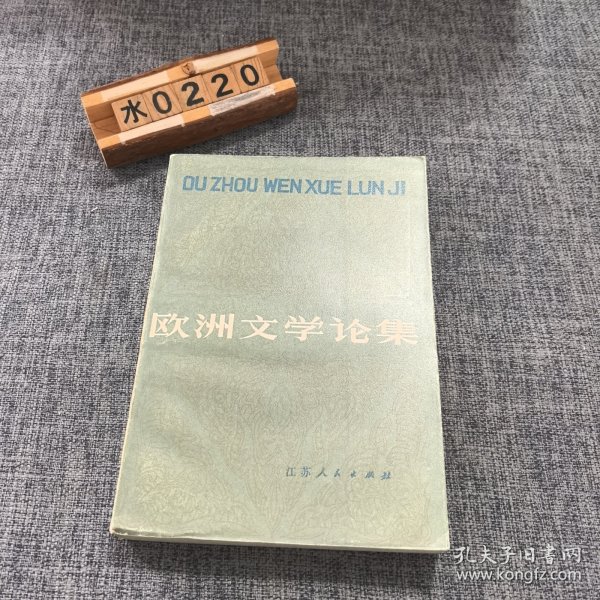 水0220
OU ZHOU WEN XUE LUN JI
欧洲文学论集
江苏人民出版社
孔夫子旧書网
www.kongfz.com